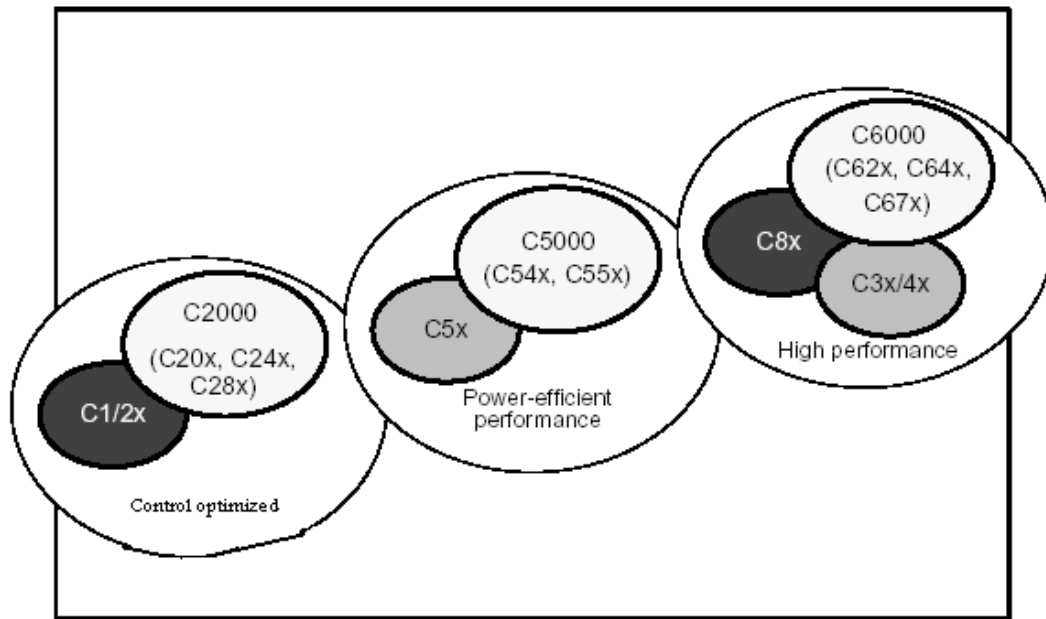 C2000
(C20x, C24x,
C28x)
C1/2x
Control optimized
C5000
(C54x, C55x)
C5x
Power-efficient
performance
C6000
(C62x, C64x,
C67x)
C8x
C3x/4x
High performance